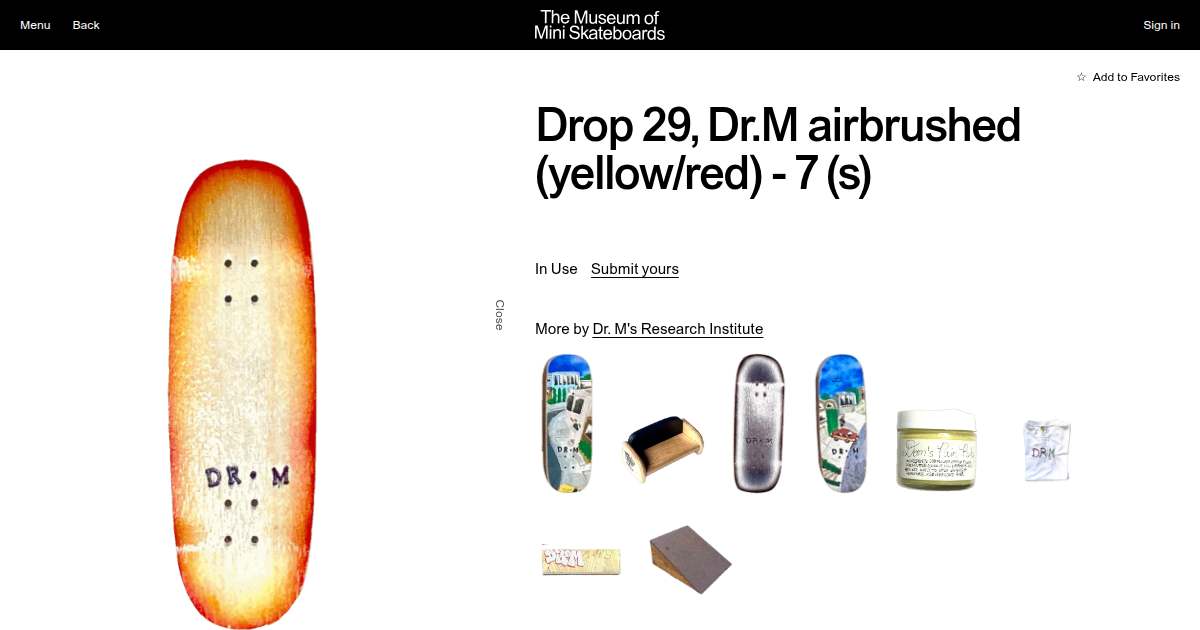 Menu
Back
The Museum of
Mini Skateboards
Sign in
☆ Add to Favorites
Drop 29, Dr.M airbrushed
(yellow/red) - 7 (s)
In Use
Submit yours
Close
More by Dr. M's Research Institute
DR•M
DR•M
DR•M
DR•M
DR•M